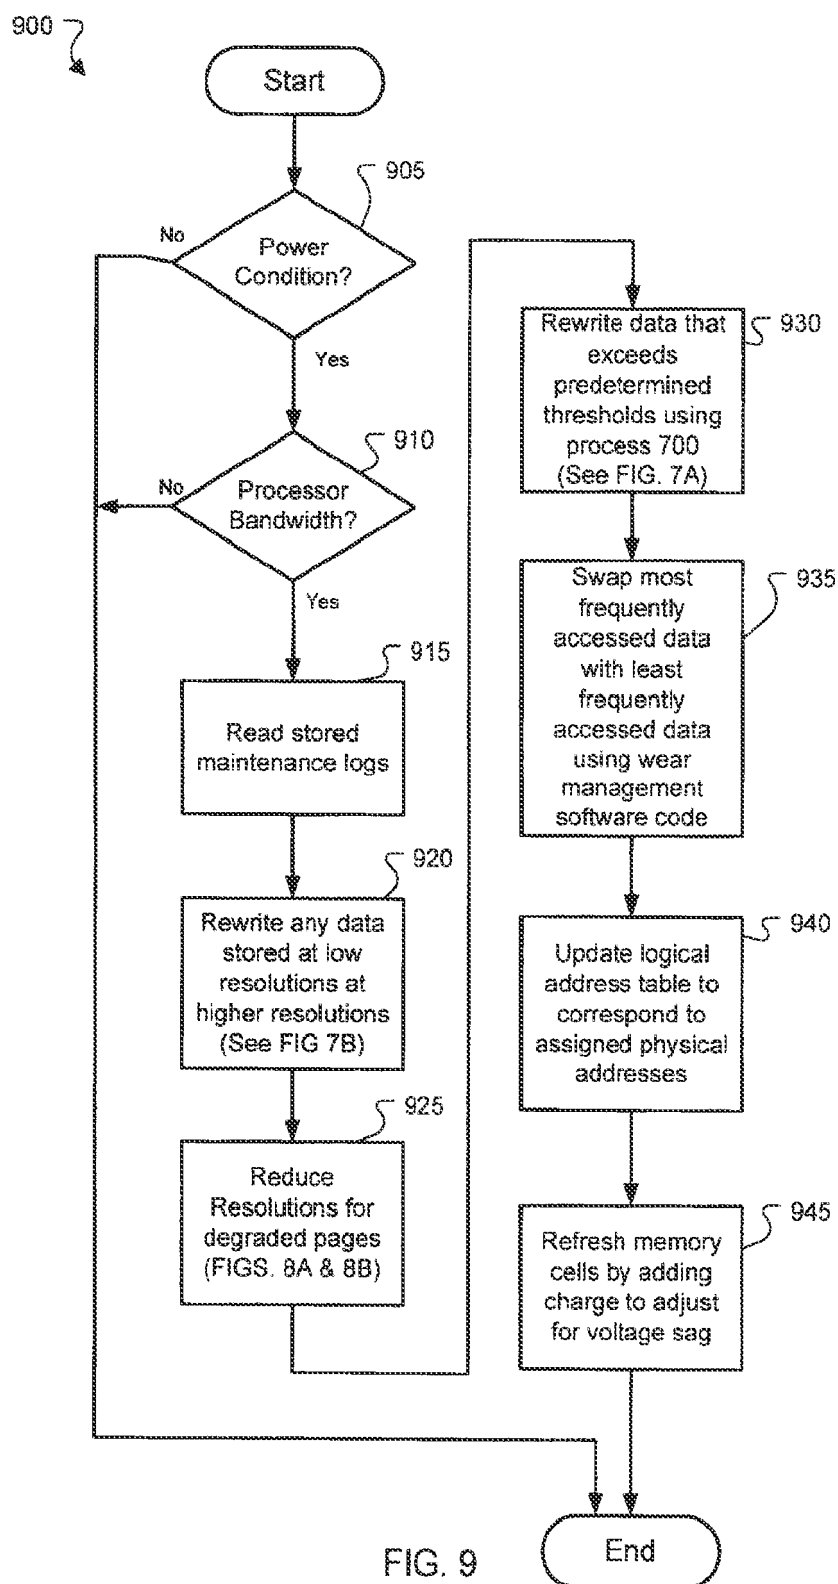 900
Start
905
No
Power
Condition?
Yes
910
No
Processor
Bandwidth?
Yes
915
Read stored
maintenance logs
920
Rewrite any data
stored at low
resolutions at
higher resolutions
(See FIG 7B)
925
Reduce
Resolutions for
degraded pages
(FIGS. 8A & 8B)
930
Rewrite data that
exceeds
predetermined
thresholds using
process 700
(See FIG. 7A)
935
Swap most
frequently
accessed data
with least
frequently
accessed data
using wear
management
software code
940
Update logical
address table to
correspond to
assigned physical
addresses
945
Refresh memory
cells by adding
charge to adjust
for voltage sag
End
FIG. 9